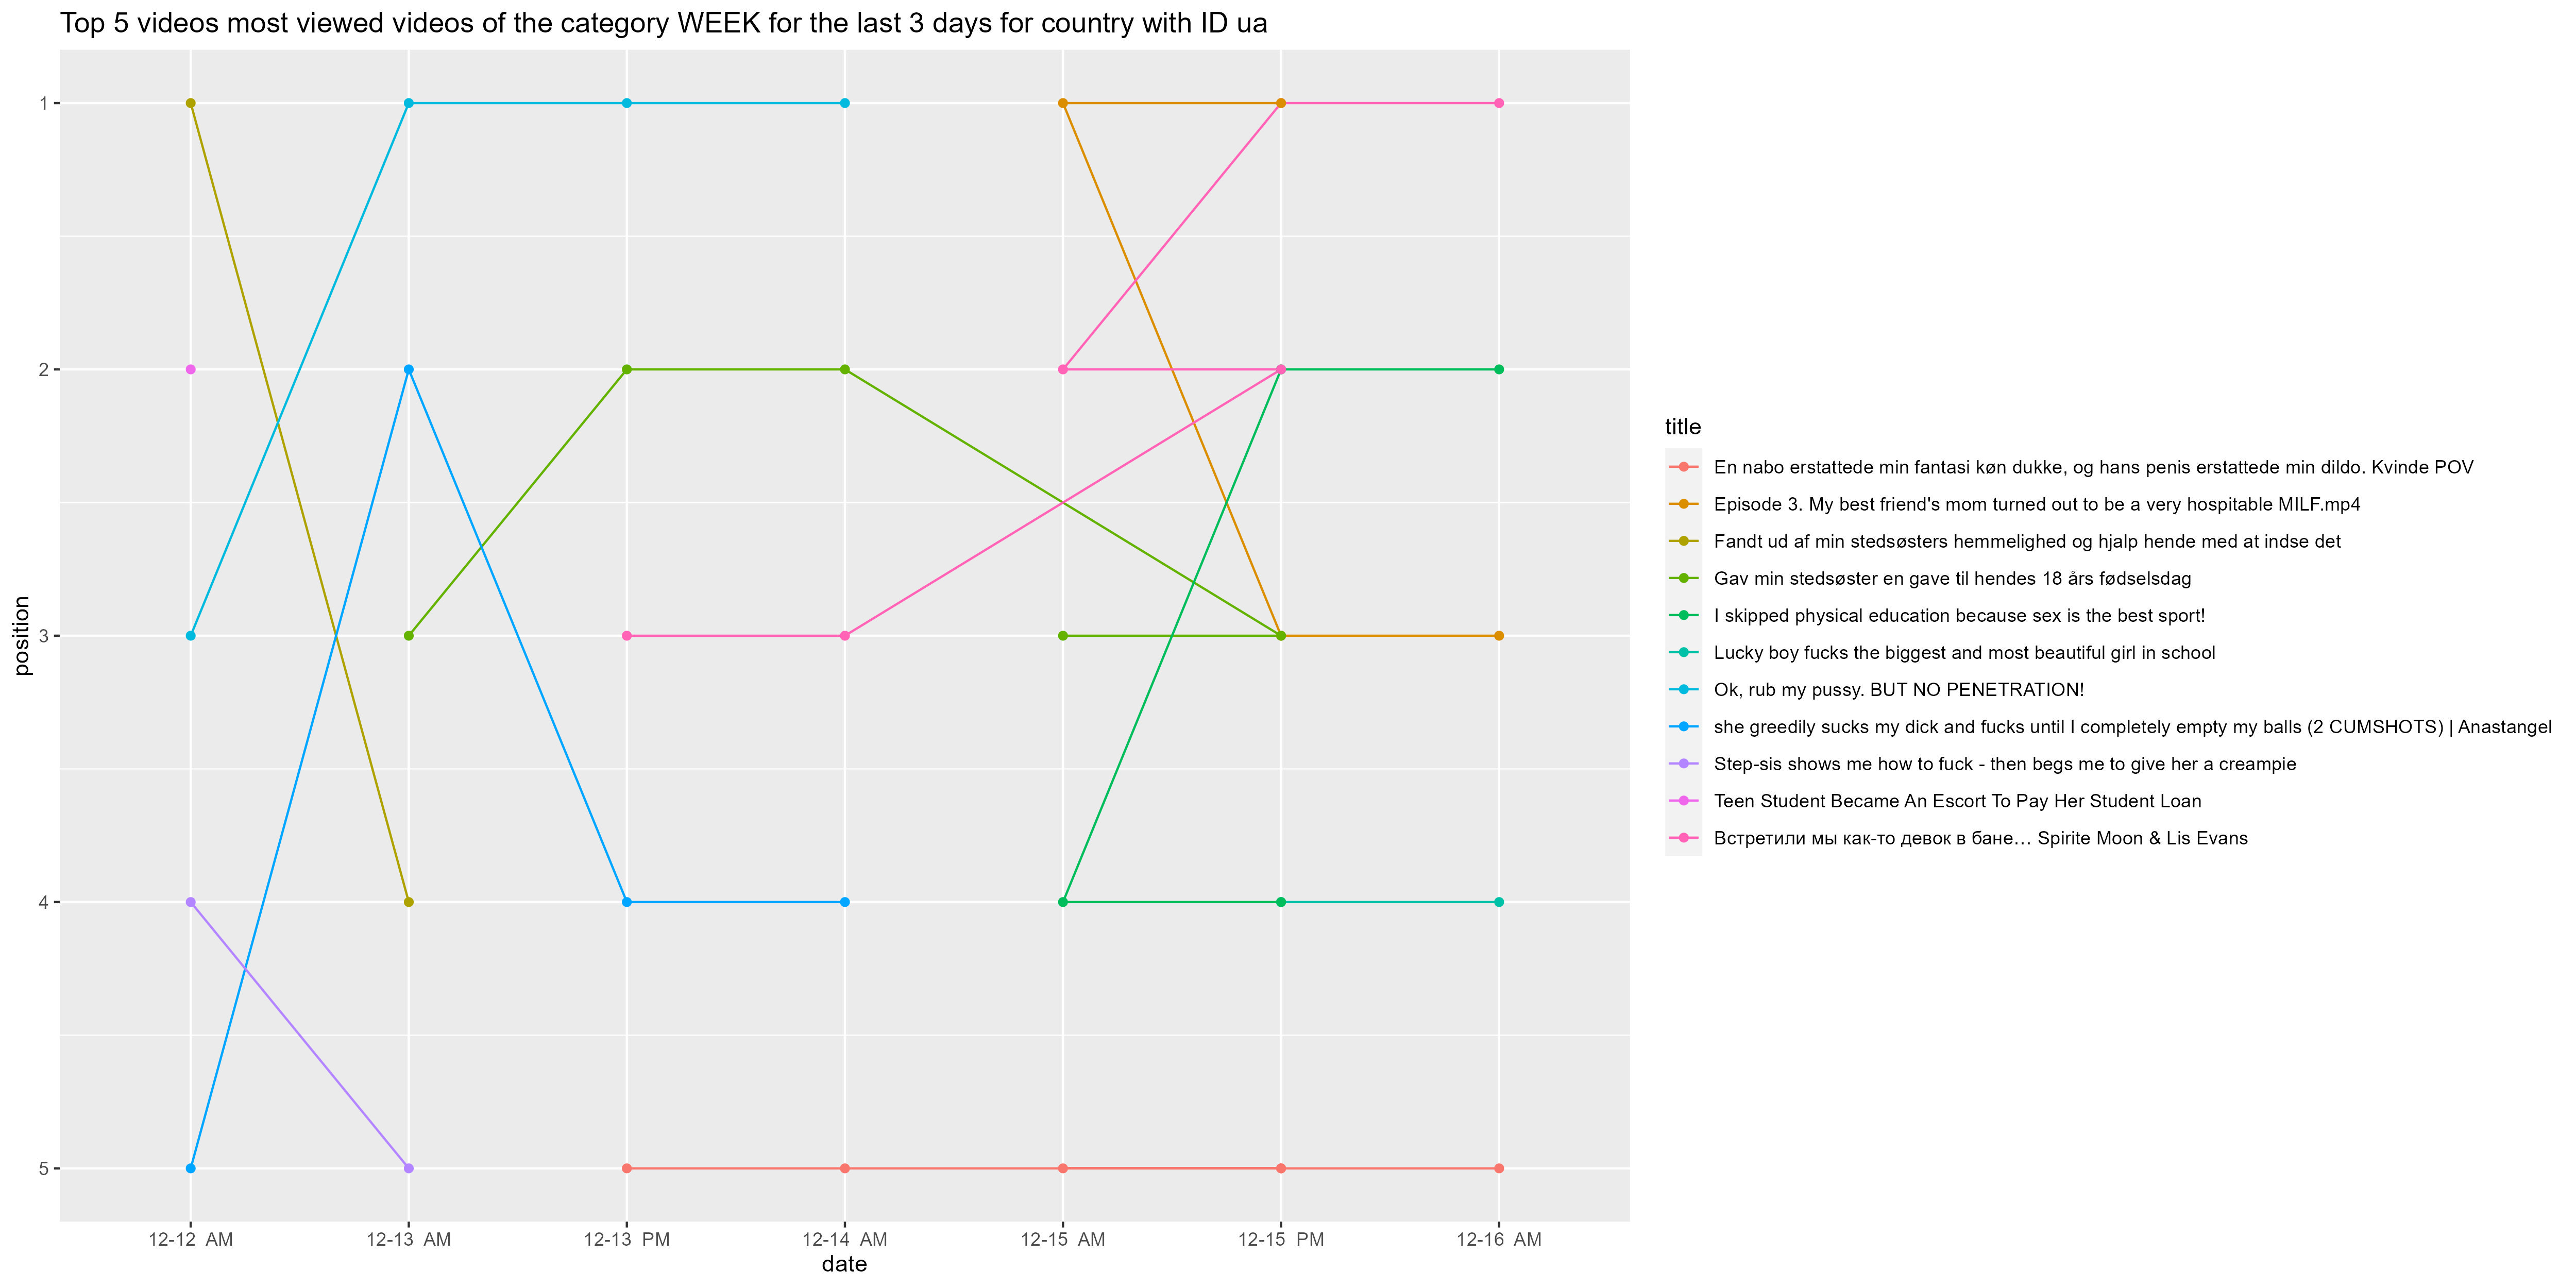 Top 5 videos most viewed videos of the category WEEK for the last 3 days for country with ID ua
position
1
2
3
4
5
12-12 AM
12-13 AM
12-13 PM
12-14 AM
12-15 AM
12-15 PM
12-16 AM
date
title
En nabo erstattede min fantasi køn dukke, og hans penis erstattede min dildo. Kvinde POV
Episode 3. My best friend's mom turned out to be a very hospitable MILF.mp4
Fandt ud af min stedsøsters hemmelighed og hjalp hende med at indse det
Gav min stedsøster en gave til hendes 18 års fødselsdag
I skipped physical education because sex is the best sport!
Lucky boy fucks the biggest and most beautiful girl in school
Ok, rub my pussy. BUT NO PENETRATION!
she greedily sucks my dick and fucks until I completely empty my balls (2 CUMSHOTS) | Anastangel
Step-sis shows me how to fuck - then begs me to give her a creampie
Teen Student Became An Escort To Pay Her Student Loan
Встретили мы как-то девок в бане… Spirite Moon & Lis Evans